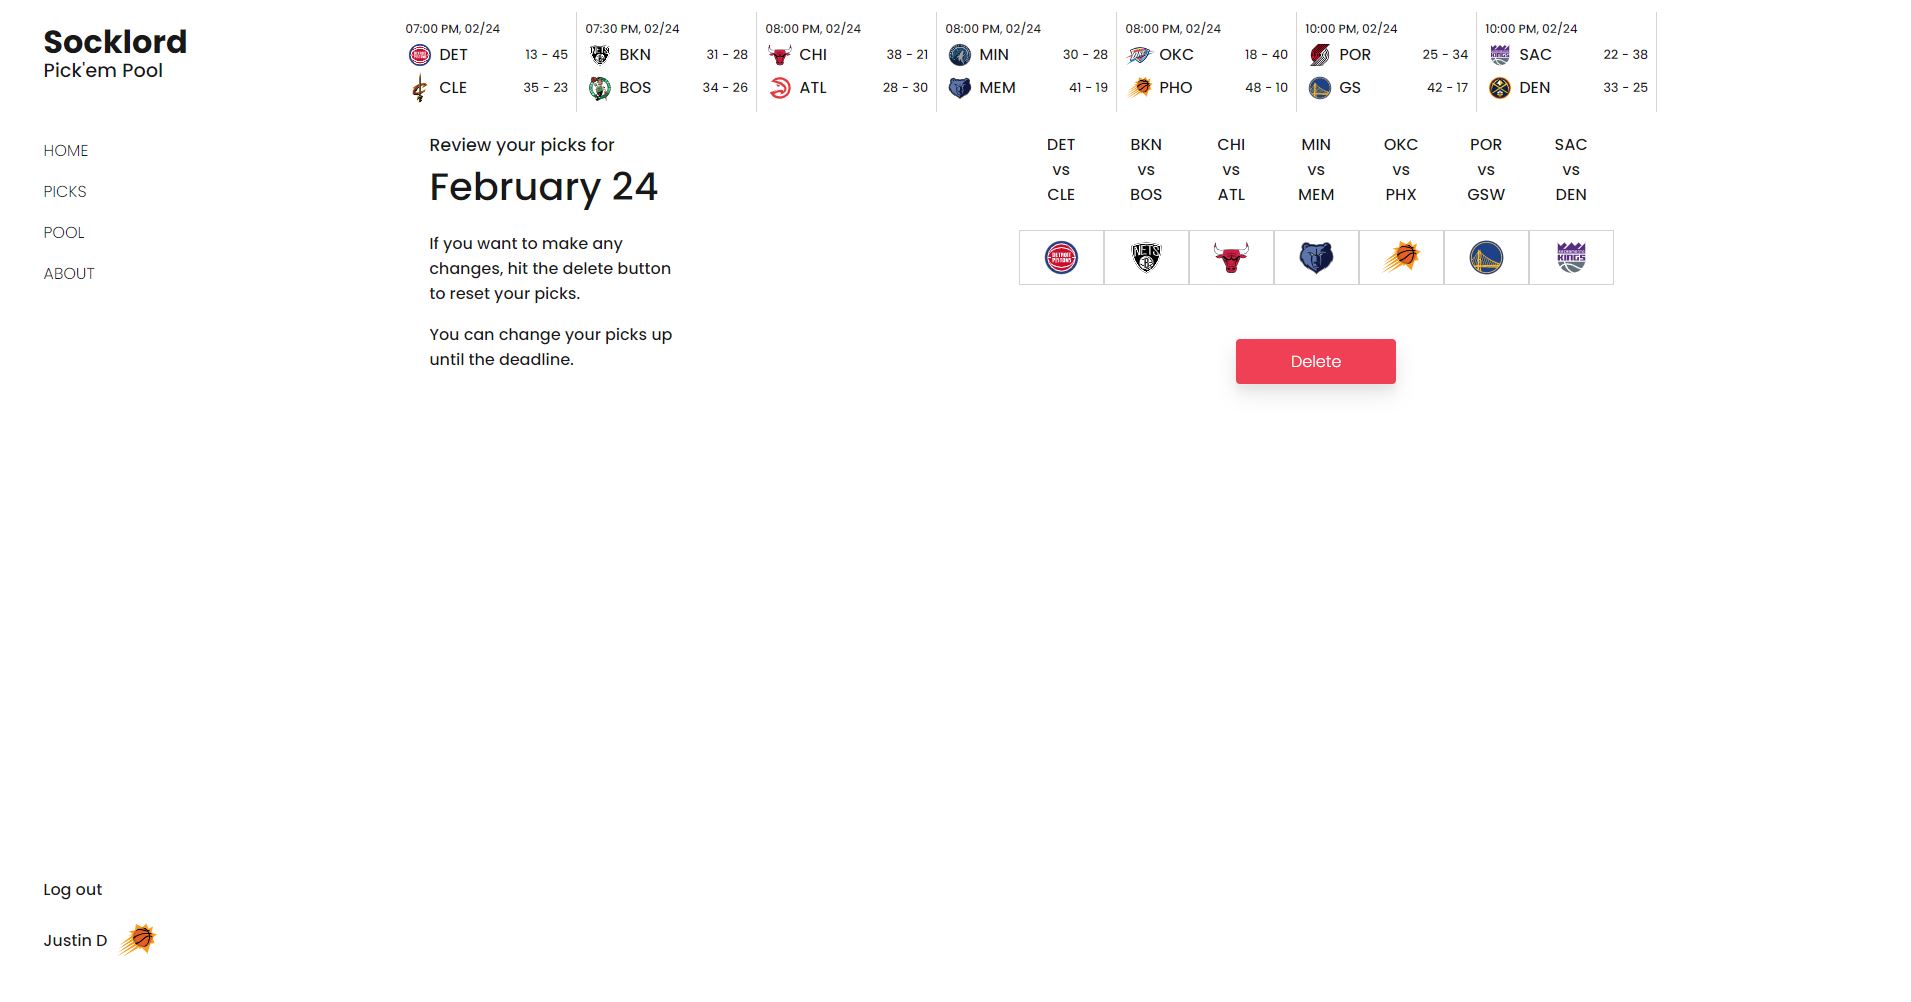 Socklord
Pick'em Pool
HOME
PICKS
POOL
ABOUT
Log out
Justin D
07:00 PM, 02/24
DET 13 - 45
CLE 35 - 23
07:30 PM, 02/24
BKN 31 - 28
BOS 34 - 26
08:00 PM, 02/24
CHI 38 - 21
ATL 28 - 30
08:00 PM, 02/24
MIN 30 - 28
MEM 41 - 19
08:00 PM, 02/24
OKC 18 - 40
PHO 48 - 10
10:00 PM, 02/24
POR 25 - 34
GS 42 - 17
10:00 PM, 02/24
SAC 22 - 38
DEN 33 - 25
Review your picks for
February 24
If you want to make any
changes, hit the delete button
to reset your picks.
You can change your picks up
until the deadline.
DET BKN CHI MIN OKC POR SAC
vs vs vs vs vs vs vs
CLE BOS ATL MEM PHX GSW DEN
DETROIT PISTONS NETS B KINGS
Delete